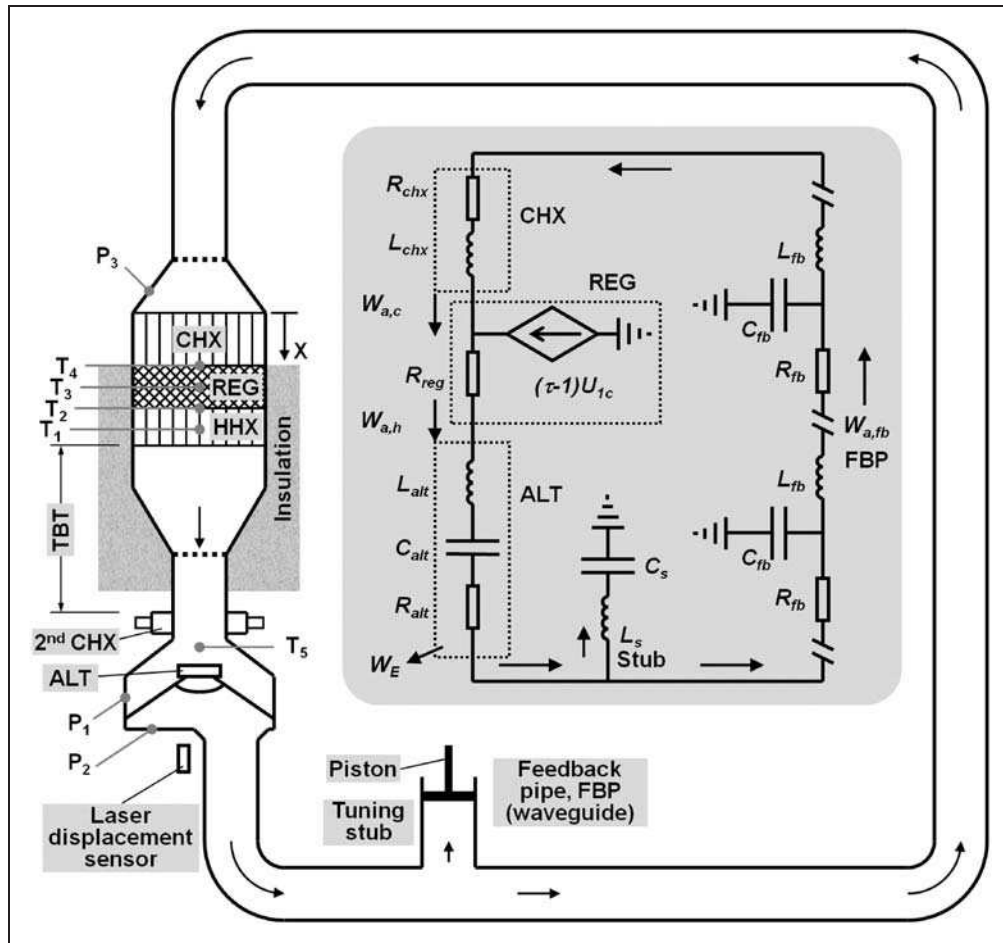 P3
CHX
X
T4
T3
REG
T2
HHX
T1
TBT
Insulation
2nd CHX
T5
ALT
P1
P2
Laser
displacement
sensor
Piston
Tuning
stub
Feedback
pipe, FBP
(waveguide)
Rchx
CHX
Lchx
Wa,c
REG
Rreg
(τ-1)U1c
Wa,h
ALT
Lalt
Calt
Ralt
WE
Cs
Ls
Stub
Lfb
Cfb
Rfb
Wa,fb
FBP
Lfb
Cfb
Rfb